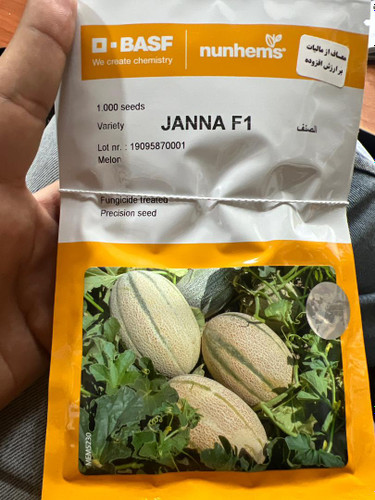 BASF
We create chemistry
nunhems
معاف از مالیات
بر ارزش افزوده
1.000 seeds
Variety JANNA F1 الصنف
Lot nr. : 19095870001
Melon
Fungicide treated
Precision seed
MEMS230